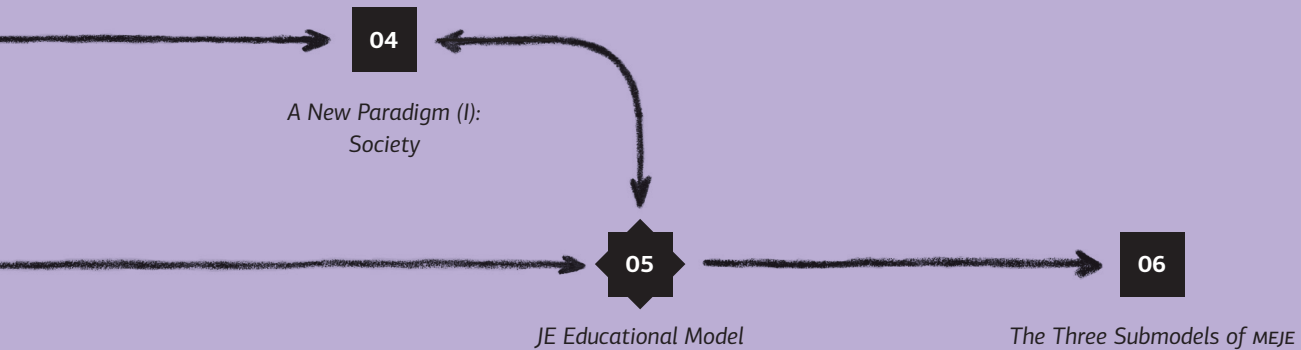 04
A New Paradigm (I):
Society
05
JE Educational Model
06
The Three Submodels of MEJE